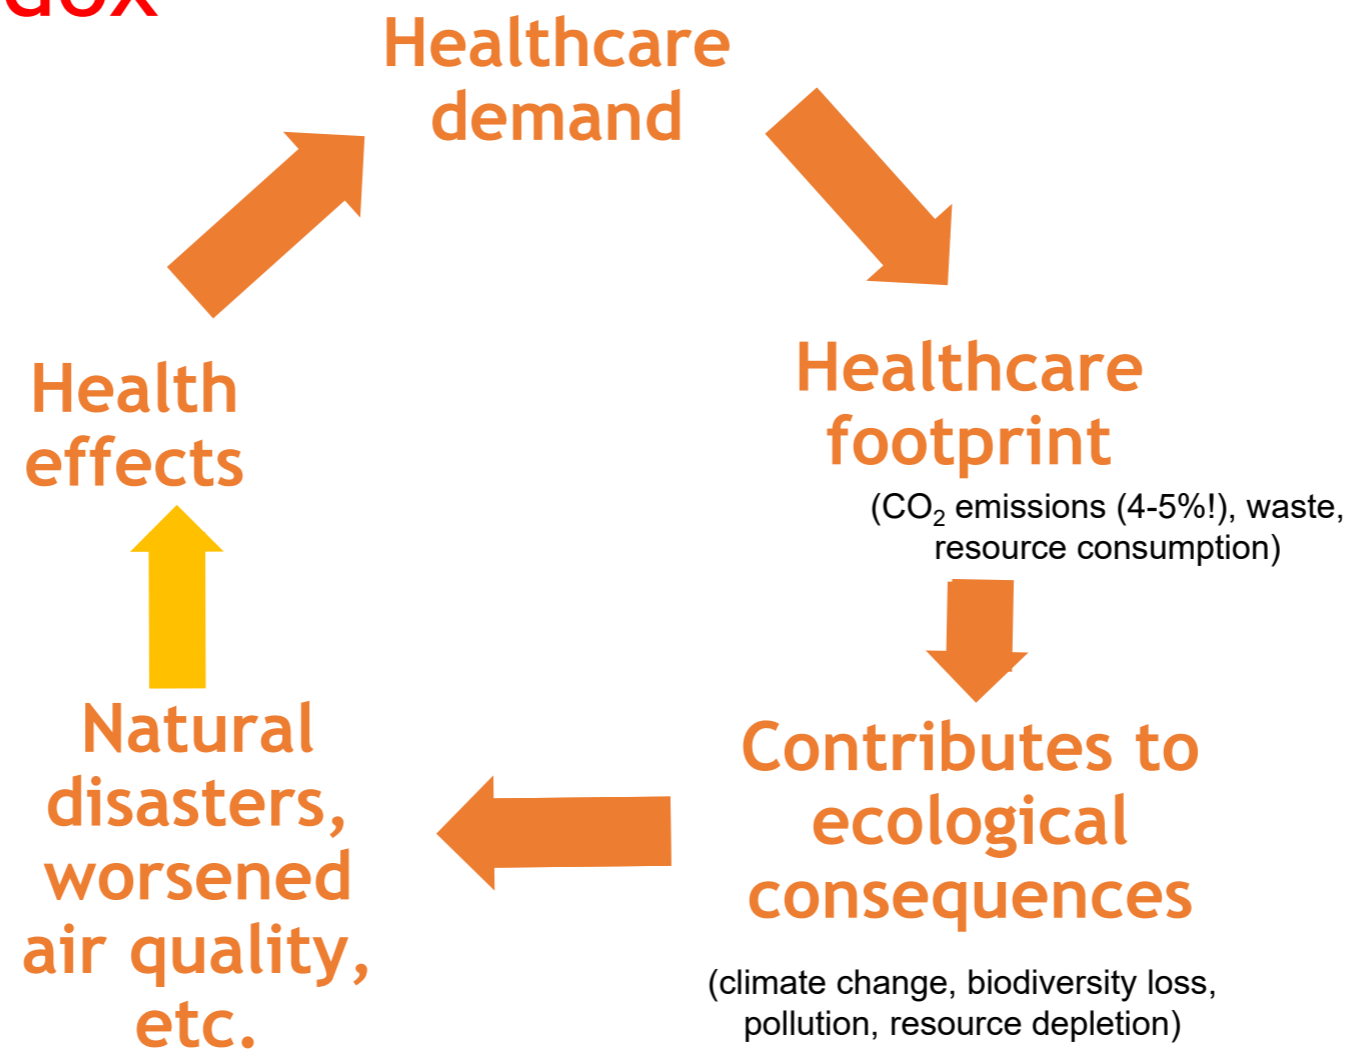 Healthcare
demand
Healthcare
footprint
(CO₂ emissions (4-5%!), waste,
resource consumption)
Contributes to
ecological
consequences
(climate change, biodiversity loss,
pollution, resource depletion)
Natural
disasters,
worsened
air quality,
etc.
Health
effects